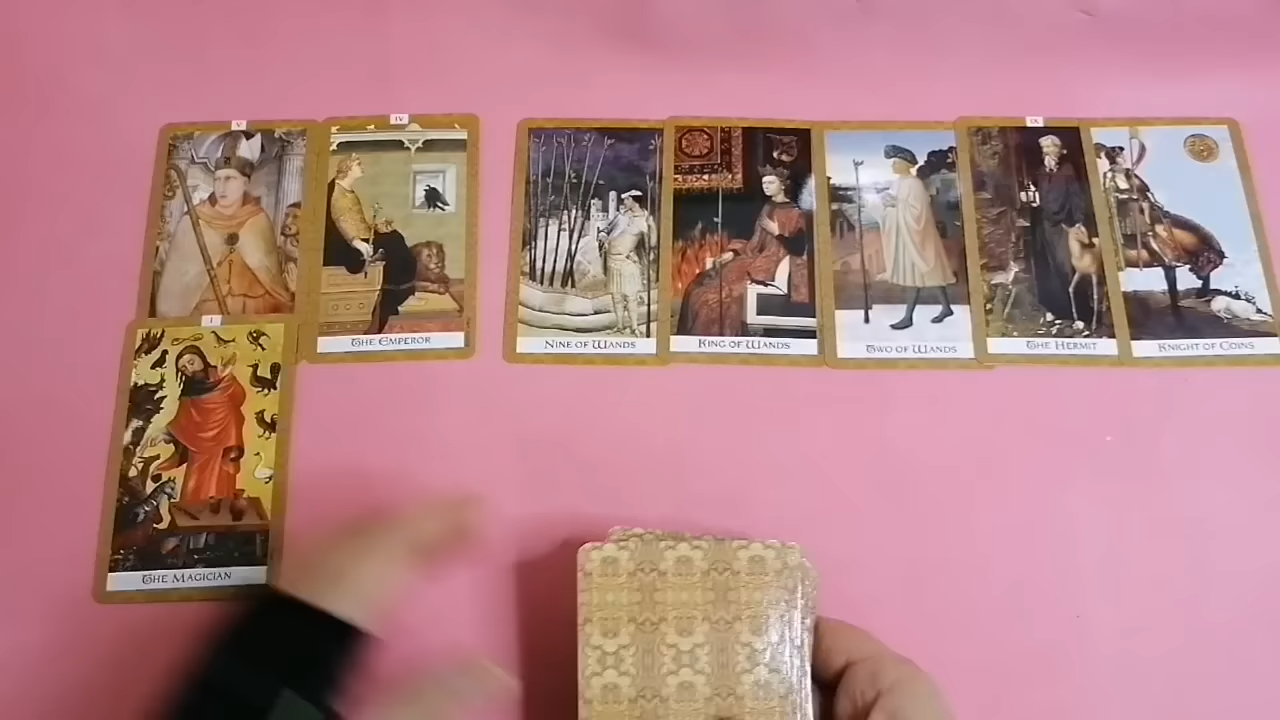 V
IV
IX
THE EMPEROR
NINE OF WANDS
KING OF WANDS
TWO OF WANDS
THE HERMIT
KNIGHT OF COINS
I
THE MAGICIAN